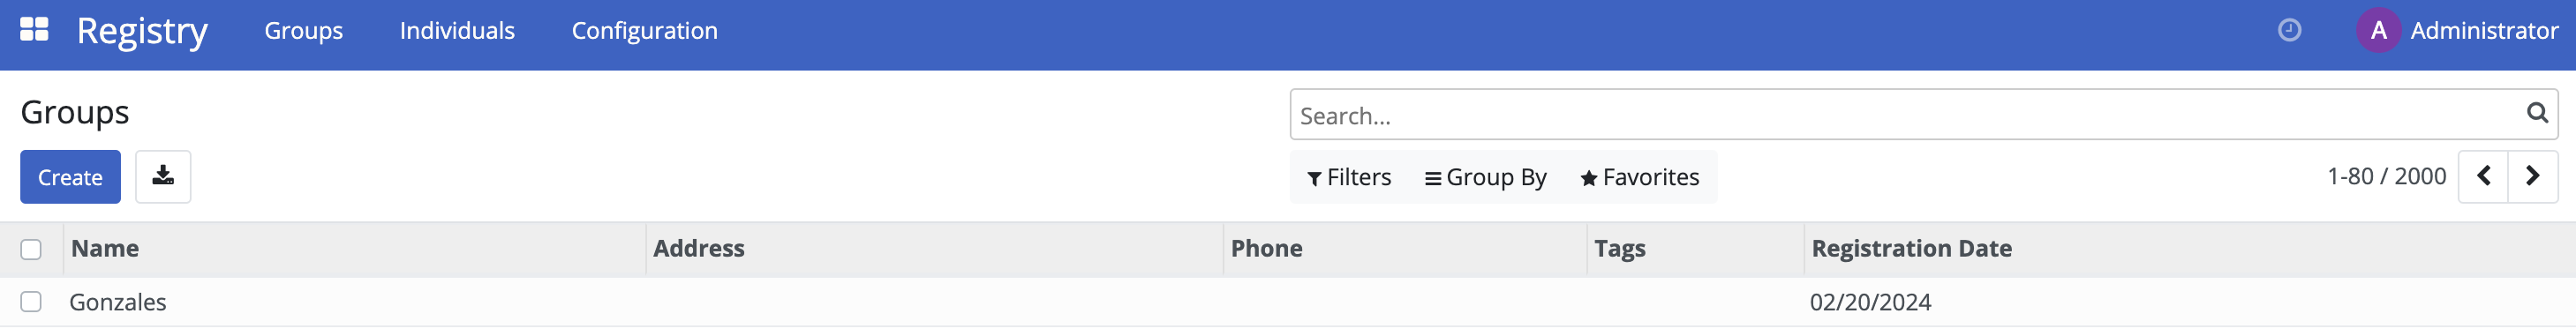 Registry Groups Individuals Configuration A Administrator
Groups
Search...
Create Filters Group By Favorites 1-80 / 2000
Name Address Phone Tags Registration Date
Gonzales 02/20/2024